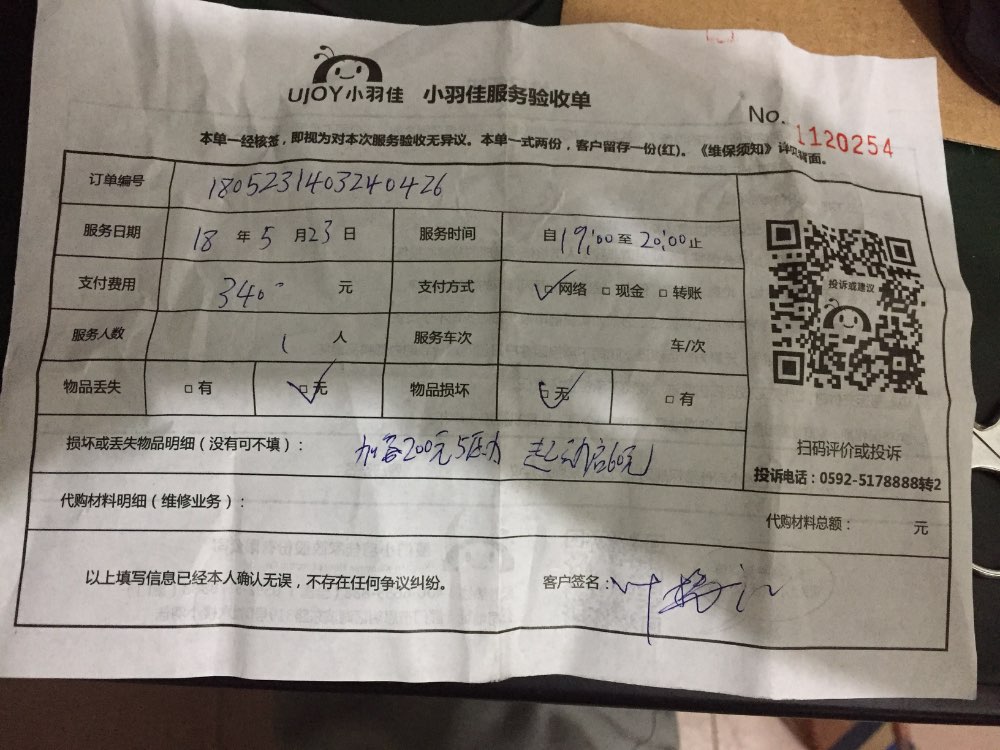 UJOY小羽佳 小羽佳服务验收单
No. 1120254
本单一经核签，即视为对本次服务验收无异议。本单一式两份，客户留存一份(红)。《维保须知》详见背面。
订单编号 1805231403240426
服务日期 18 年 5 月 23 日 服务时间 自 19:00 至 20:00 止
支付费用 340 元 支付方式 □网络 □现金 □转账
服务人数 1 人 服务车次 车/次
物品丢失 □有 □无 物品损坏 □无 □有
投诉或建议
扫码评价或投诉
投诉电话：0592-5178888转2
损坏或丢失物品明细（没有可不填）： 200元 60元
代购材料明细（维修业务）：
代购材料总额： 元
以上填写信息已经本人确认无误，不存在任何争议纠纷。 客户签名：